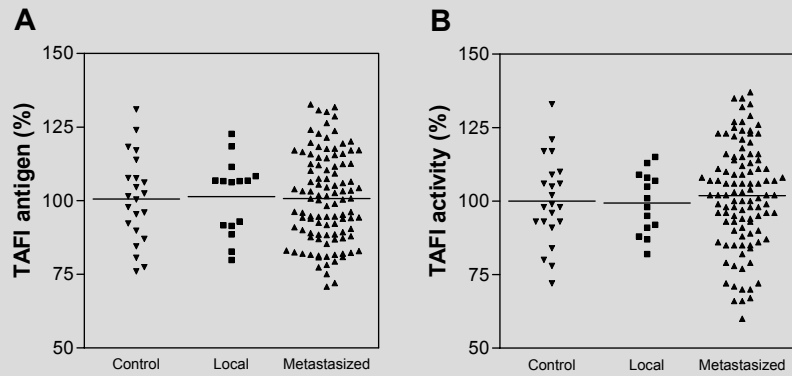 A
TAFI antigen (%)
150
125
100
75
50
Control Local Metastasized
B
TAFI activity (%)
150
125
100
75
50
Control Local Metastasized